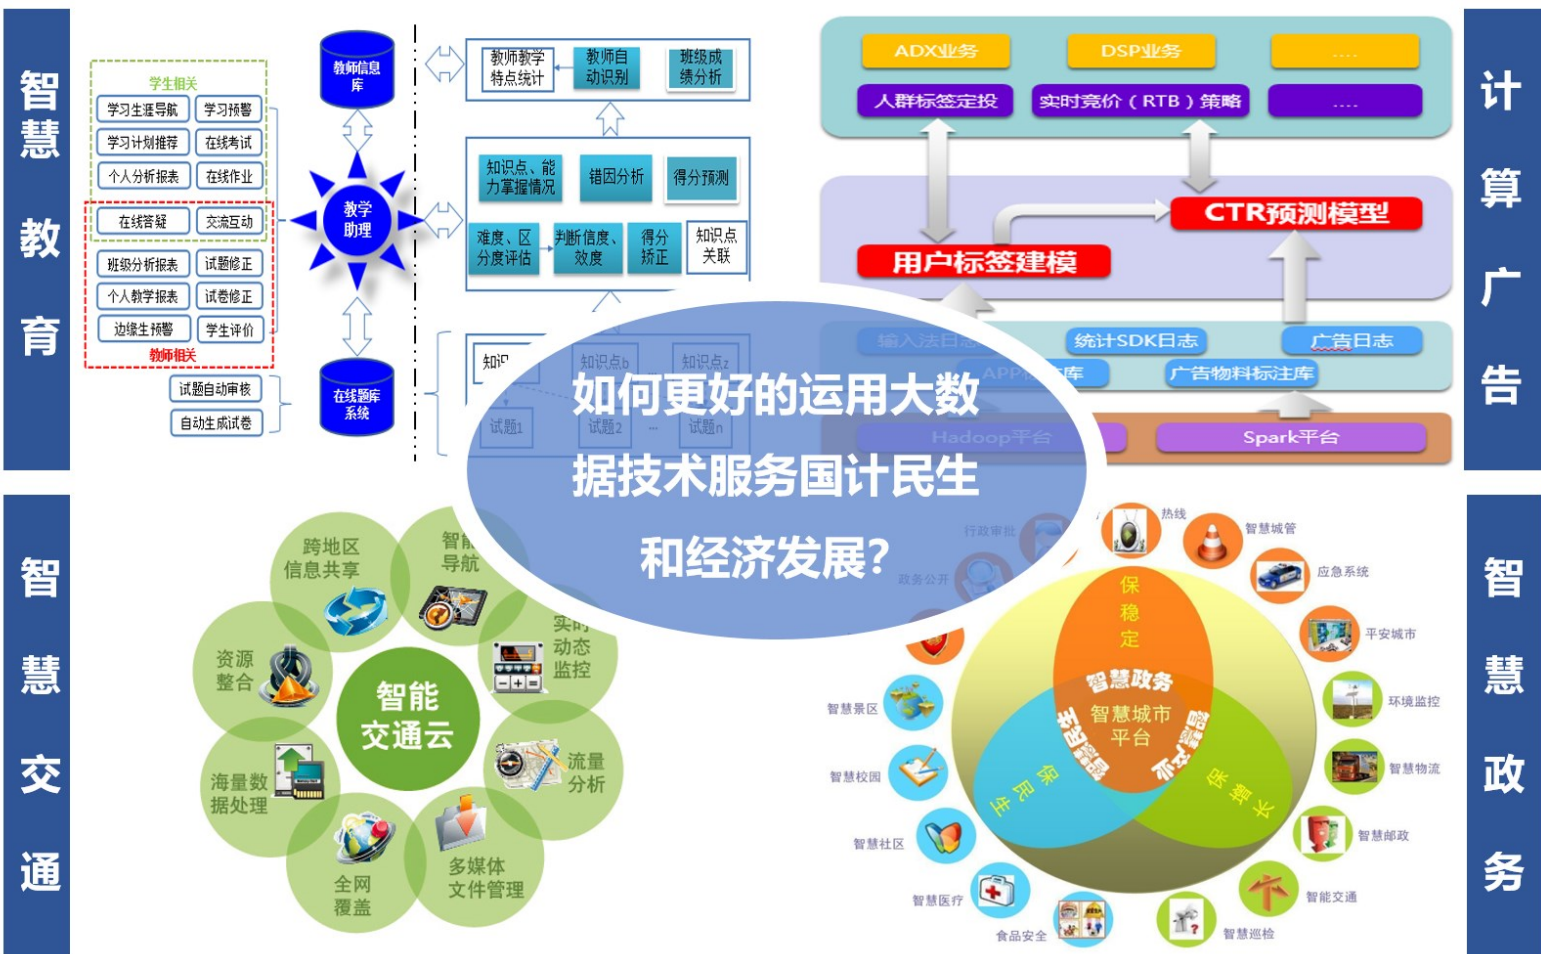 智慧教育
学生相关
学习生涯导航
学习预警
学习计划推荐
在线考试
个人分析报表
在线作业
在线答疑
交流互动
班级分析报表
试题修正
个人教学报表
试卷修正
边缘生预警
学生评价
教师相关
试题自动审核
自动生成试卷
教师信息
库
教学
助理
在线题库
系统
教师教学
特点统计
教师自
动识别
班级成
绩分析
知识点、能
力掌握情况
错因分析
得分预测
难度、区
分度评估
判断信度、
效度
得分
矫正
知识点
关联
知识点b
知识点z
...
试题1
试题2
...
试题n
计算广告
ADX业务
DSP业务
....
人群标签定投
实时竞价（RTB）策略
....
CTR预测模型
用户标签建模
输入法日志
统计SDK日志
广告日志
广告物料标注库
Hadoop平台
Spark平台
如何更好的运用大数
据技术服务国计民生
和经济发展？
智慧交通
跨地区
信息共享
导航
实时
动态
监控
资源
整合
智能
交通云
流量
分析
海量数
据处理
多媒体
文件管理
全网
覆盖
智慧政务
行政审批
热线
智慧城管
政务公开
应急系统
平安城市
环境监控
智慧物流
智慧邮政
智能交通
智慧巡检
食品安全
智慧医疗
智慧社区
智慧校园
智慧景区
保稳定
智慧政务
智慧城市
平台
智慧民生
智慧产业
保民生
保增长